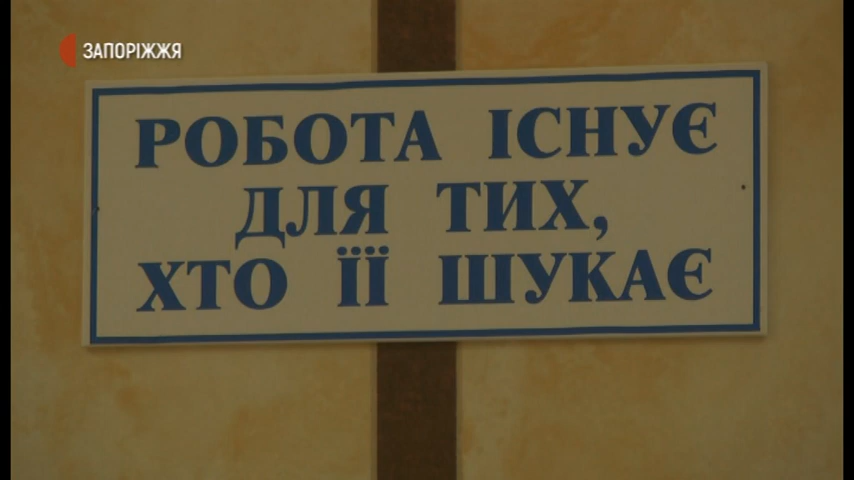 ЗАПОРІЖЖЯ
РОБОТА ІСНУЄ
ДЛЯ ТИХ,
ХТО ЇЇ ШУКАЄ